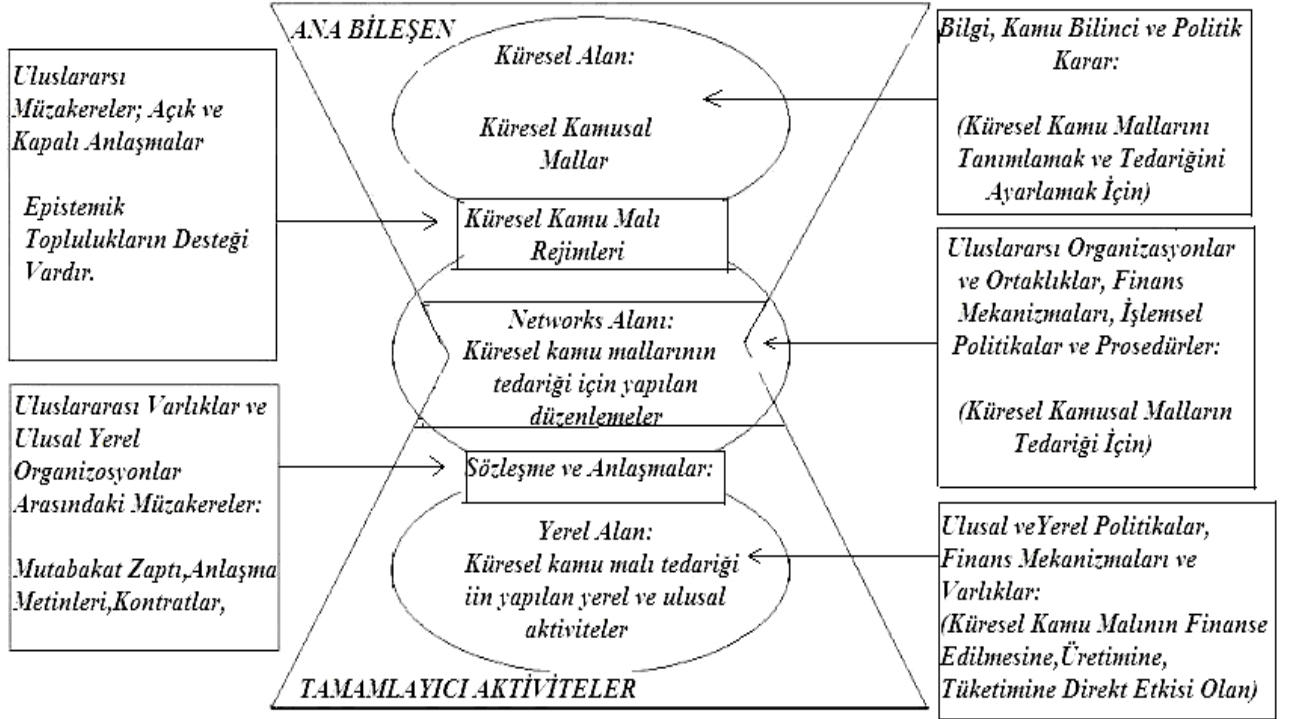 ANA BİLEŞEN
Küresel Alan:
Küresel Kamusal
Mallar
Küresel Kamu Malı
Rejimleri
Networks Alanı:
Küresel kamu mallarının
tedariği için yapılan
düzenlemeler
Sözleşme ve Anlaşmalar:
Yerel Alan:
Küresel kamu malı tedariği
iin yapılan yerel ve ulusal
aktiviteler
TAMAMLAYICI AKTİVİTELER
Uluslararsı
Müzakereler; Açık ve
Kapalı Anlaşmalar
Epistemik
Toplulukların Desteği
Vardır.
Uluslararası Varlıklar ve
Ulusal Yerel
Organizosyonlar
Arasındaki Müzakereler:
Mutabakat Zaptı,Anlaşma
Metinleri,Kontratlar,
Bilgi, Kamu Bilinci ve Politik
Karar:
(Küresel Kamu Mallarını
Tanımlamak ve Tedariğini
Ayarlamak İçin)
Uluslararsı Organizasyonlar
ve Ortaklıklar, Finans
Mekanizmaları, İşlemsel
Politikalar ve Prosedürler:
(Küresel Kamusal Malların
Tedariği İçin)
Ulusal veYerel Politikalar,
Finans Mekanizmaları ve
Varlıklar:
(Küresel Kamu Malının Finanse
Edilmesine,Üretimine,
Tüketimine Direkt Etkisi Olan)